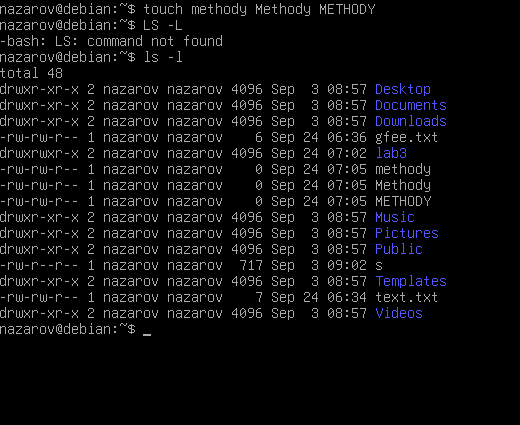 nazarov@debian:~$ touch methody Methody METHODY
nazarov@debian:~$ LS -L
-bash: LS: command not found
nazarov@debian:~$ ls -l
total 48
drwxr-xr-x 2 nazarov nazarov 4096 Sep  3 08:57 Desktop
drwxr-xr-x 2 nazarov nazarov 4096 Sep  3 08:57 Documents
drwxr-xr-x 2 nazarov nazarov 4096 Sep  3 08:57 Downloads
-rw-rw-r-- 1 nazarov nazarov    6 Sep 24 06:36 gfee.txt
drwxrwxr-x 2 nazarov nazarov 4096 Sep 24 07:02 lab3
-rw-rw-r-- 1 nazarov nazarov    0 Sep 24 07:05 methody
-rw-rw-r-- 1 nazarov nazarov    0 Sep 24 07:05 Methody
-rw-rw-r-- 1 nazarov nazarov    0 Sep 24 07:05 METHODY
drwxr-xr-x 2 nazarov nazarov 4096 Sep  3 08:57 Music
drwxr-xr-x 2 nazarov nazarov 4096 Sep  3 08:57 Pictures
drwxr-xr-x 2 nazarov nazarov 4096 Sep  3 08:57 Public
-rw-r--r-- 1 nazarov nazarov  717 Sep  3 09:02 s
drwxr-xr-x 2 nazarov nazarov 4096 Sep  3 08:57 Templates
-rw-rw-r-- 1 nazarov nazarov    7 Sep 24 06:34 text.txt
drwxr-xr-x 2 nazarov nazarov 4096 Sep  3 08:57 Videos
nazarov@debian:~$ _